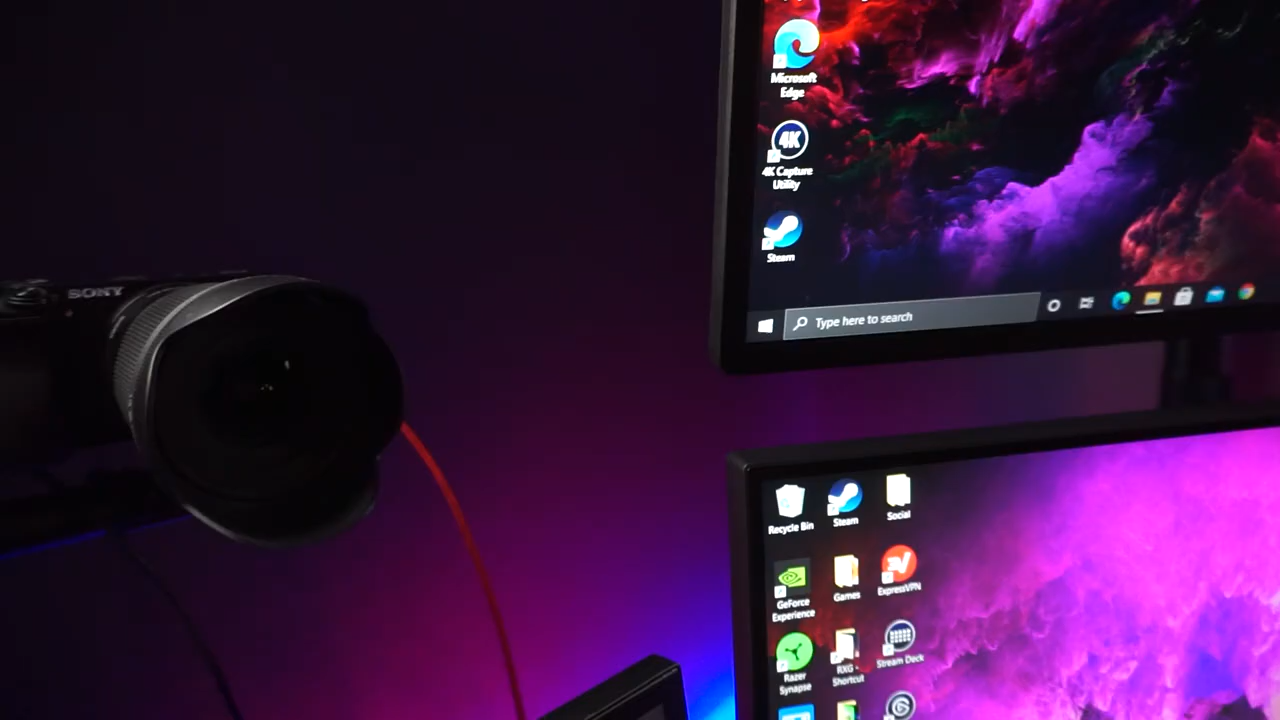 Microsoft
Edge
4K
4K Capture
Utility
Steam
Type here to search
SONY
Recycle Bin
Steam
Social
GeForce
Experience
Games
ExpressVPN
Razer
Synapse
RXG
Shortcut
Stream Deck